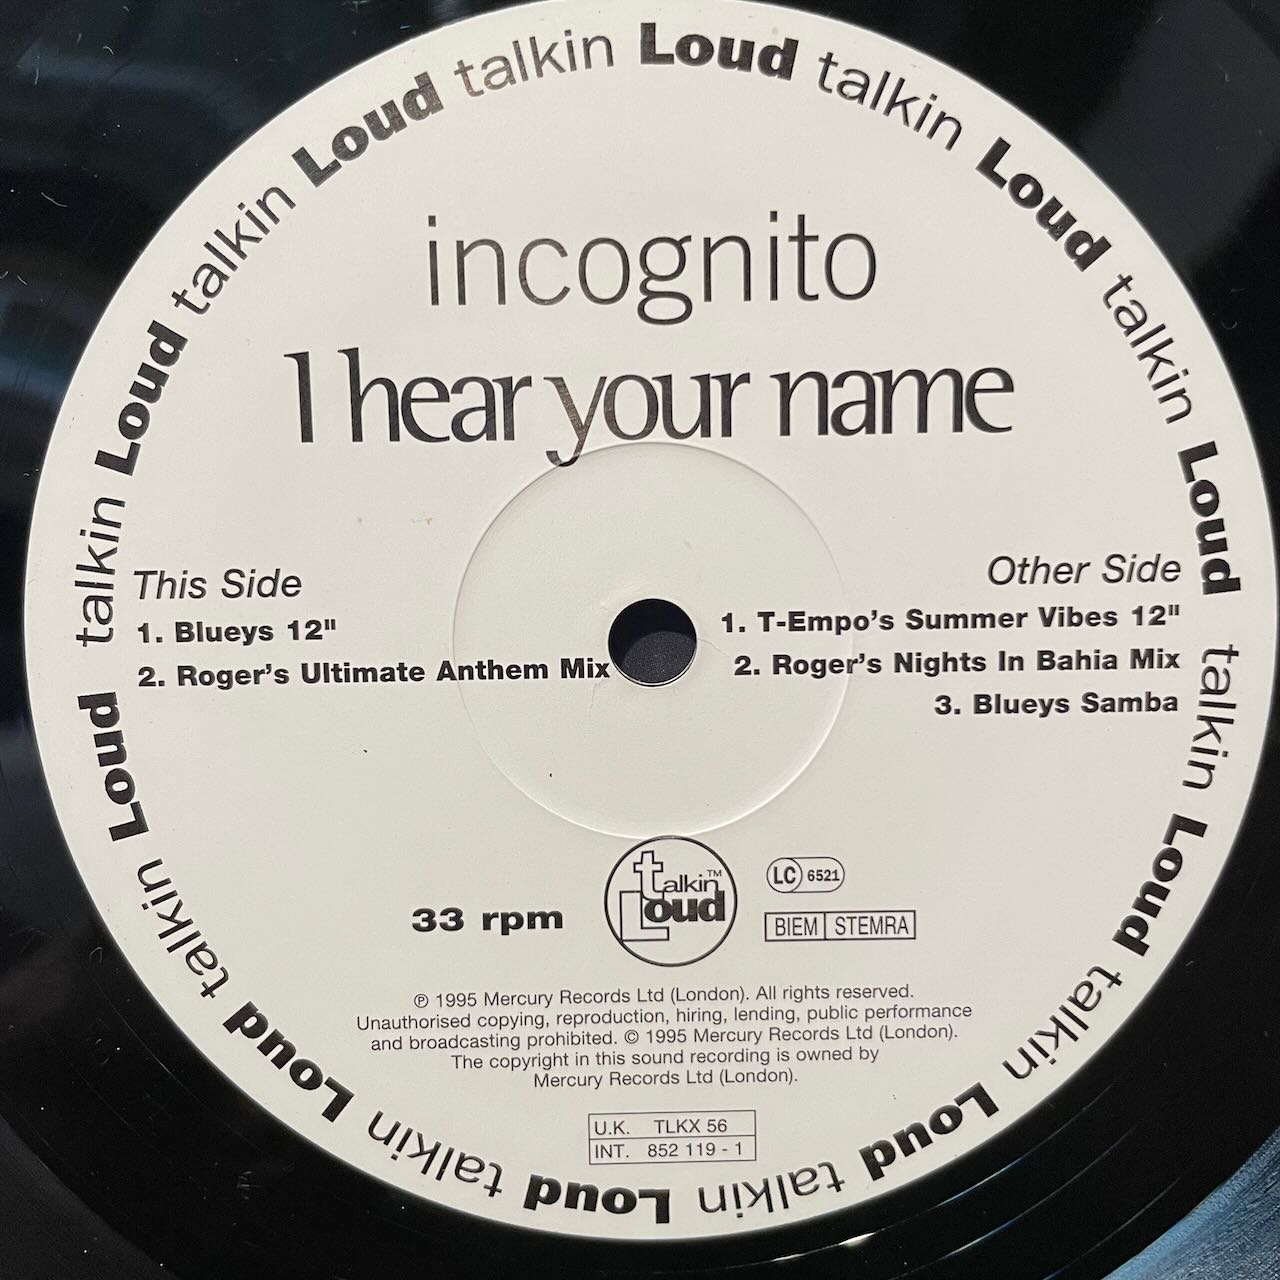 talkin Loud talkin Loud talkin Loud talkin Loud talkin Loud talkin Loud talkin Loud talkin Loud talkin Loud talkin Loud talkin Loud
incognito
I hear your name
This Side
1. Blueys 12"
2. Roger's Ultimate Anthem Mix
Other Side
1. T-Empo's Summer Vibes 12"
2. Roger's Nights In Bahia Mix
3. Blueys Samba
33 rpm
talkin™
Loud
LC 6521
BIEM STEMRA
℗ 1995 Mercury Records Ltd (London). All rights reserved.
Unauthorised copying, reproduction, hiring, lending, public performance
and broadcasting prohibited. © 1995 Mercury Records Ltd (London).
The copyright in this sound recording is owned by
Mercury Records Ltd (London).
U.K. TLKX 56
INT. 852 119 - 1